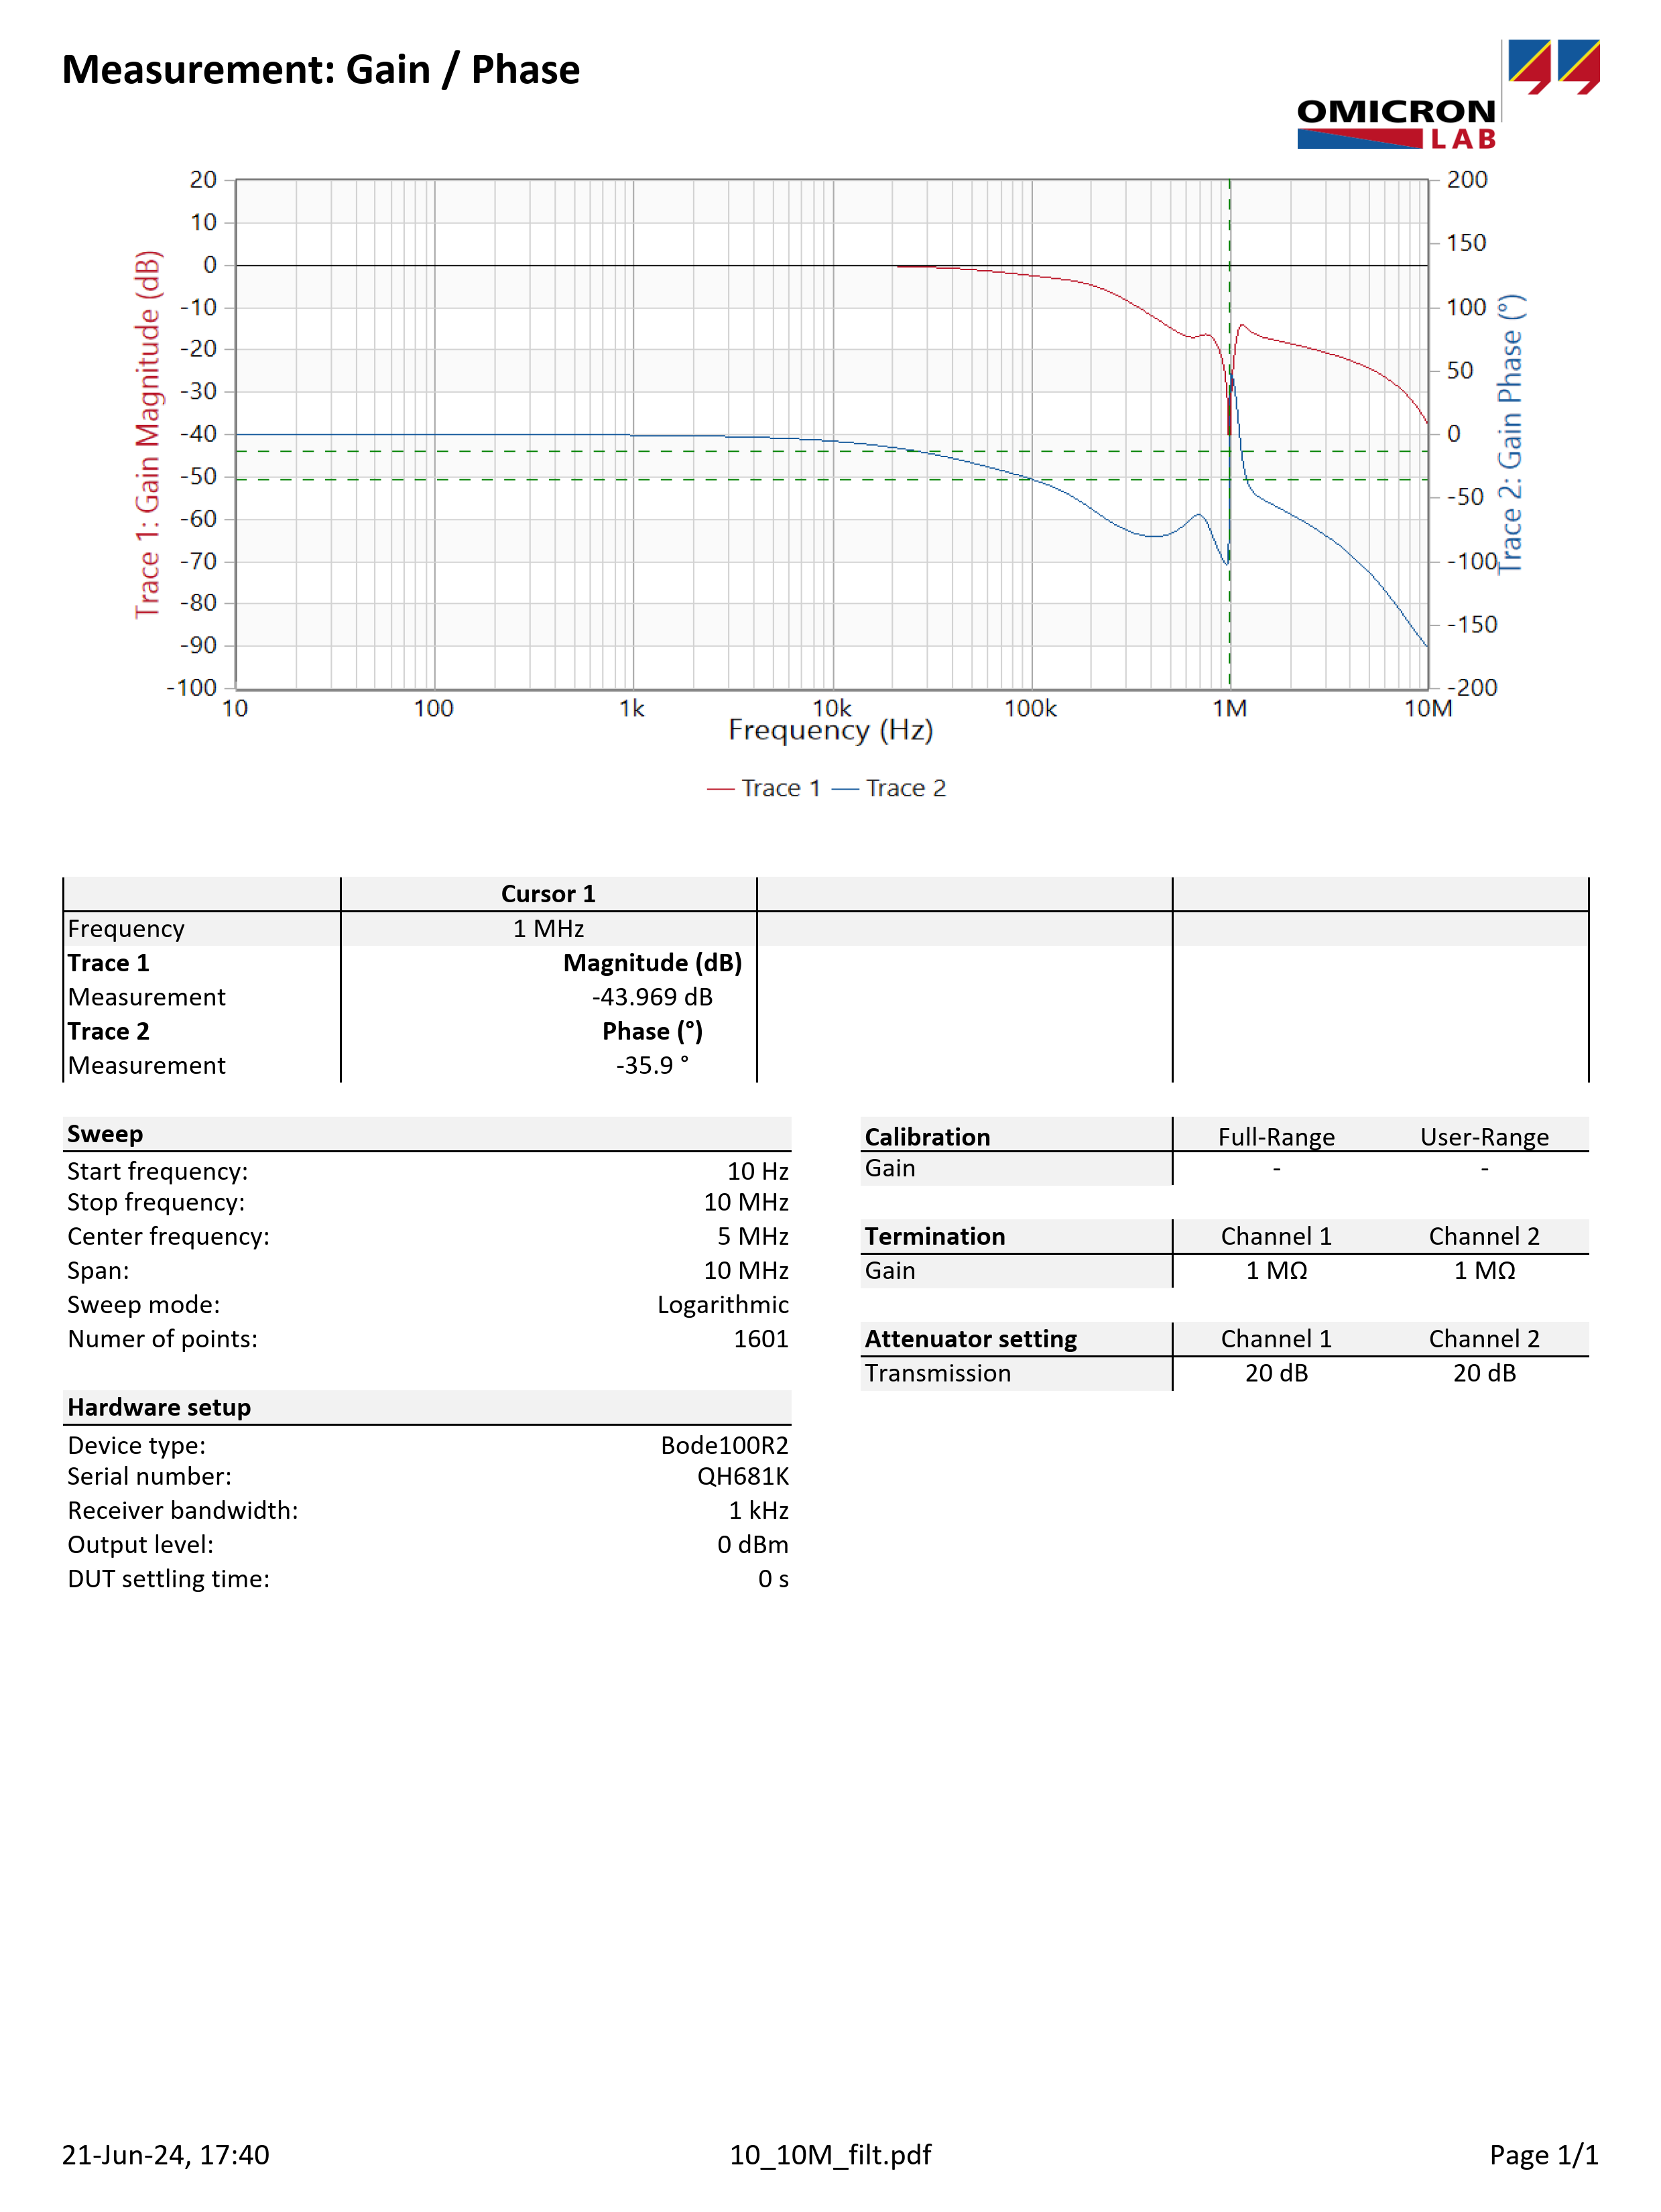 Measurement: Gain / Phase
OMICRON
LAB
20
10
0
-10
-20
-30
-40
-50
-60
-70
-80
-90
-100
Trace 1: Gain Magnitude (dB)
200
150
100
50
0
-50
-100
-150
-200
Trace 2: Gain Phase (°)
10 100 1k 10k 100k 1M 10M
Frequency (Hz)
Trace 1 Trace 2
Cursor 1
Frequency 1 MHz
Trace 1 Magnitude (dB)
Measurement -43.969 dB
Trace 2 Phase (°)
Measurement -35.9 °
Sweep
Start frequency: 10 Hz
Stop frequency: 10 MHz
Center frequency: 5 MHz
Span: 10 MHz
Sweep mode: Logarithmic
Numer of points: 1601
Hardware setup
Device type: Bode100R2
Serial number: QH681K
Receiver bandwidth: 1 kHz
Output level: 0 dBm
DUT settling time: 0 s
Calibration Full-Range User-Range
Gain - -
Termination Channel 1 Channel 2
Gain 1 MΩ 1 MΩ
Attenuator setting Channel 1 Channel 2
Transmission 20 dB 20 dB
21-Jun-24, 17:40 10_10M_filt.pdf Page 1/1